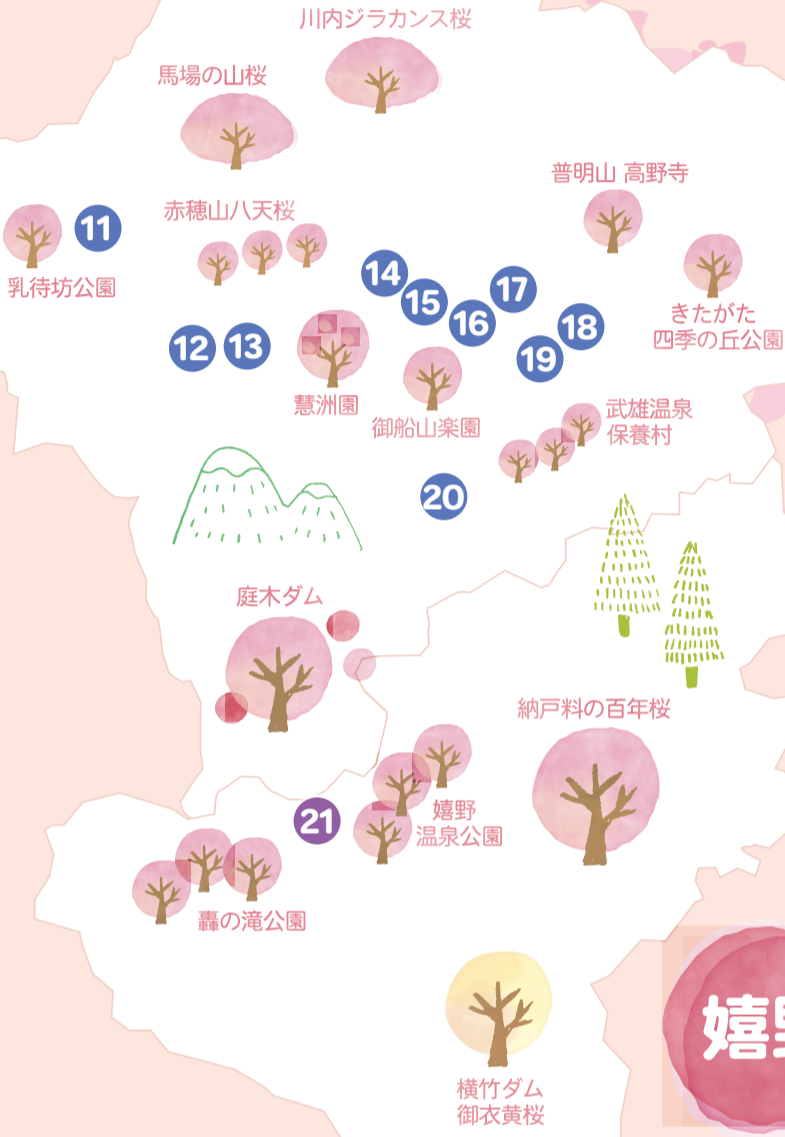 川内ジラカンス桜
馬場の山桜
普明山 高野寺
赤穂山八天桜
11
乳待坊公園
14
15
16
17
18
19
きたがた
四季の丘公園
12
13
慧洲園
御船山楽園
武雄温泉
保養村
20
庭木ダム
納戸料の百年桜
21
嬉野
温泉公園
轟の滝公園
嬉野
横竹ダム
御衣黄桜